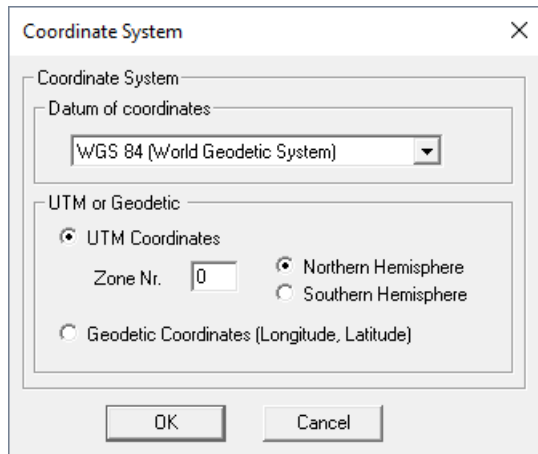 Coordinate System
Coordinate System
Datum of coordinates
WGS 84 (World Geodetic System)
UTM or Geodetic
UTM Coordinates
Zone Nr. 0
Northern Hemisphere
Southern Hemisphere
Geodetic Coordinates (Longitude, Latitude)
OK Cancel